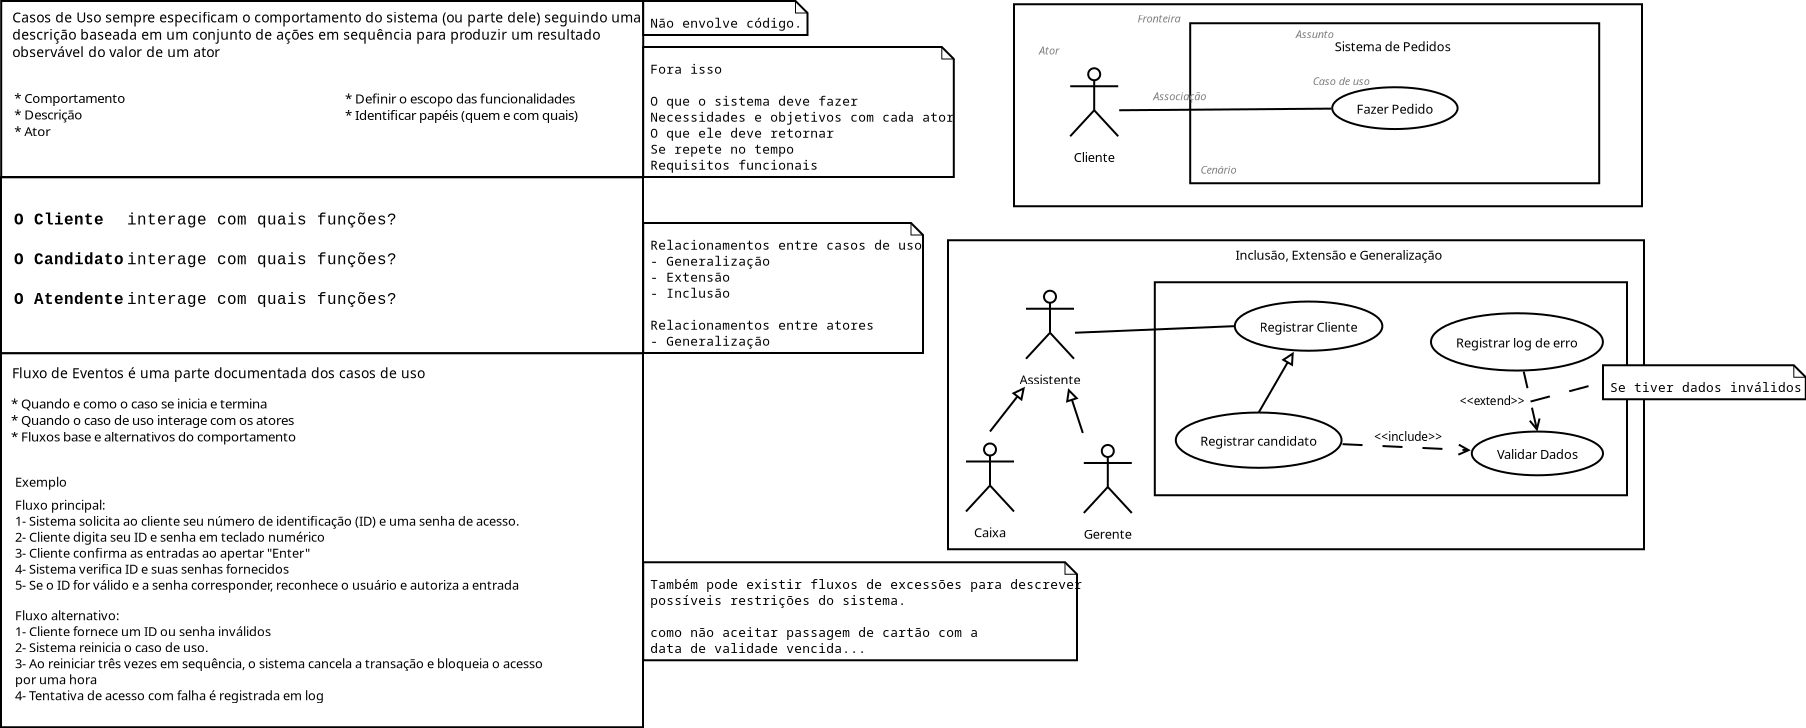 Casos de Uso sempre especificam o comportamento do sistema (ou parte dele) seguindo uma
descrição baseada em um conjunto de ações em sequência para produzir um resultado
observável do valor de um ator
* Comportamento
* Descrição
* Ator
* Definir o escopo das funcionalidades
* Identificar papéis (quem e com quais)
Não envolve código.
Fora isso
O que o sistema deve fazer
Necessidades e objetivos com cada ator
O que ele deve retornar
Se repete no tempo
Requisitos funcionais
O Cliente interage com quais funções?
O Candidato interage com quais funções?
O Atendente interage com quais funções?
Relacionamentos entre casos de uso
- Generalização
- Extensão
- Inclusão
Relacionamentos entre atores
- Generalização
Fluxo de Eventos é uma parte documentada dos casos de uso
* Quando e como o caso se inicia e termina
* Quando o caso de uso interage com os atores
* Fluxos base e alternativos do comportamento
Exemplo
Fluxo principal:
1- Sistema solicita ao cliente seu número de identificação (ID) e uma senha de acesso.
2- Cliente digita seu ID e senha em teclado numérico
3- Cliente confirma as entradas ao apertar "Enter"
4- Sistema verifica ID e suas senhas fornecidos
5- Se o ID for válido e a senha corresponder, reconhece o usuário e autoriza a entrada
Fluxo alternativo:
1- Cliente fornece um ID ou senha inválidos
2- Sistema reinicia o caso de uso.
3- Ao reiniciar três vezes em sequência, o sistema cancela a transação e bloqueia o acesso
por uma hora
4- Tentativa de acesso com falha é registrada em log
Também pode existir fluxos de excessões para descrever
possíveis restrições do sistema.
como não aceitar passagem de cartão com a
data de validade vencida...
Fronteira
Assunto
Sistema de Pedidos
Ator
Caso de uso
Associação
Fazer Pedido
Cliente
Cenário
Inclusão, Extensão e Generalização
Registrar Cliente
Registrar log de erro
Assistente
Se tiver dados inválidos
<<extend>>
Registrar candidato
<<include>>
Validar Dados
Caixa
Gerente